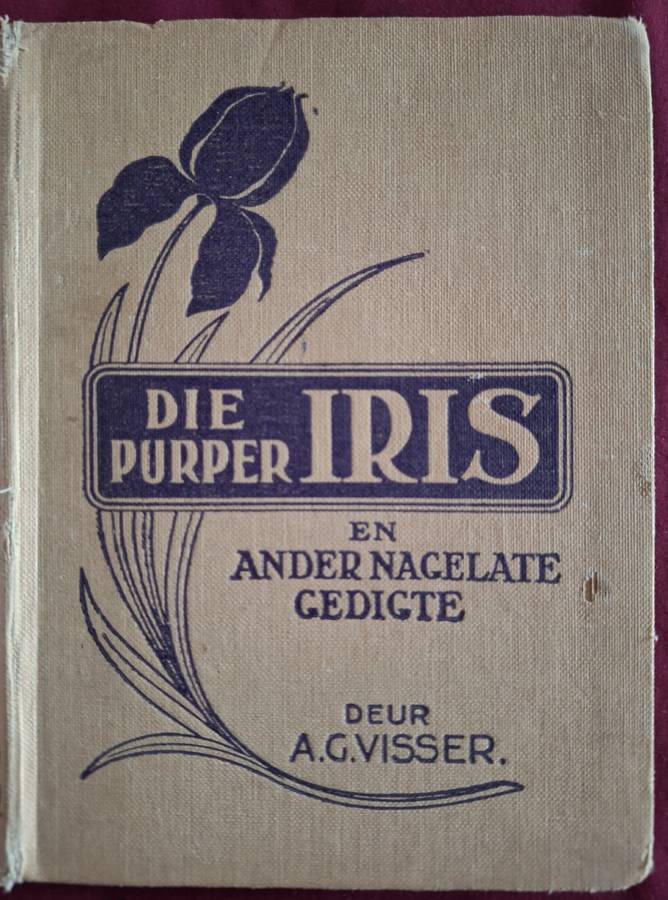 DIE
PURPER IRIS
EN
ANDER NAGELATE
GEDIGTE
DEUR
A.G.VISSER.